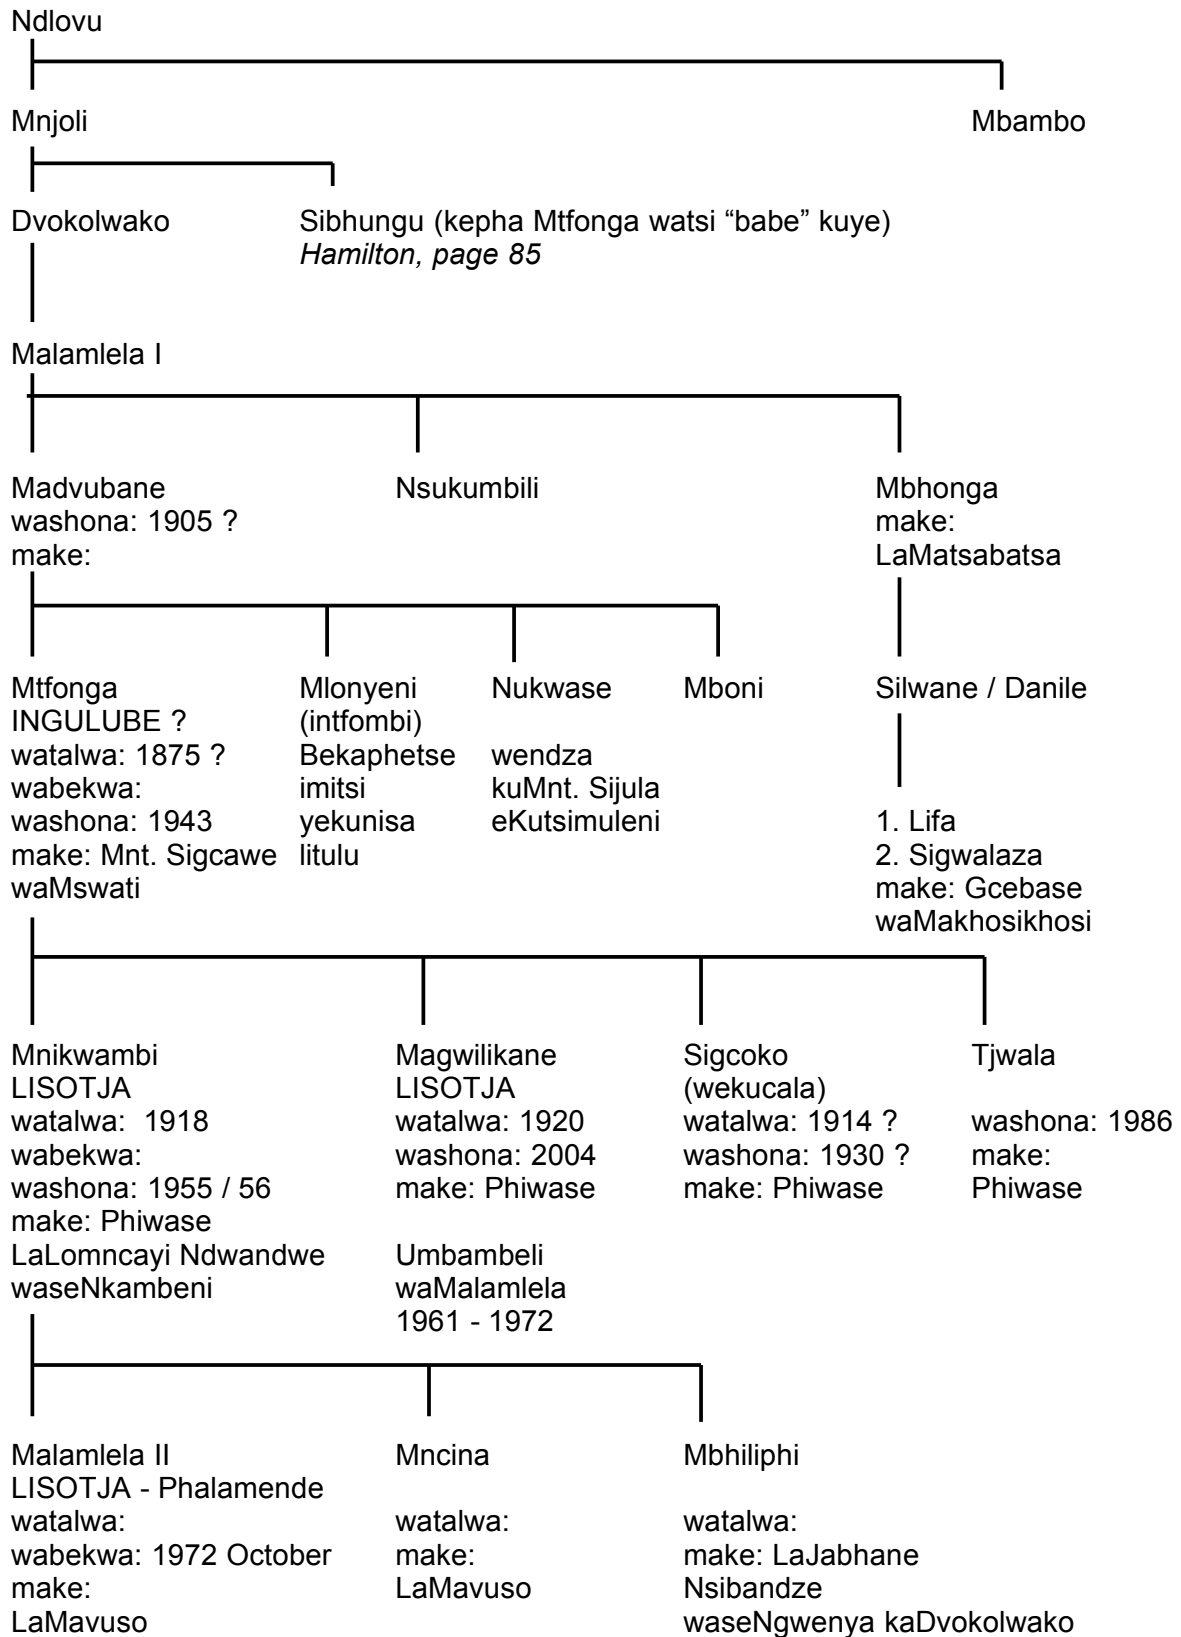 Ndlovu
Mnjoli
Mbambo
Dvokolwako
Sibhungu (kepha Mtfonga watsi “babe” kuye)
Hamilton, page 85
Malamlela I
Madvubane
washona: 1905 ?
make:
Nsukumbili
Mbhonga
make:
LaMatsabatsa
Mtfonga
INGULUBE ?
watalwa: 1875 ?
wabekwa:
washona: 1943
make: Mnt. Sigcawe
waMswati
Mlonyeni
(intfombi)
Bekaphetse
imitsi
yekunisa
litulu
Nukwase
wendza
kuMnt. Sijula
eKutsimuleni
Mboni
Silwane / Danile
1. Lifa
2. Sigwalaza
make: Gcebase
waMakhosikhosi
Mnikwambi
LISOTJA
watalwa:  1918
wabekwa:
washona: 1955 / 56
make: Phiwase
LaLomncayi Ndwandwe
waseNkambeni
Magwilikane
LISOTJA
watalwa: 1920
washona: 2004
make: Phiwase
Umbambeli
waMalamlela
1961 - 1972
Sigcoko
(wekucala)
watalwa: 1914 ?
washona: 1930 ?
make: Phiwase
Tjwala
washona: 1986
make:
Phiwase
Malamlela II
LISOTJA - Phalamende
watalwa:
wabekwa: 1972 October
make:
LaMavuso
Mncina
watalwa:
make:
LaMavuso
Mbhiliphi
watalwa:
make: LaJabhane
Nsibandze
waseNgwenya kaDvokolwako